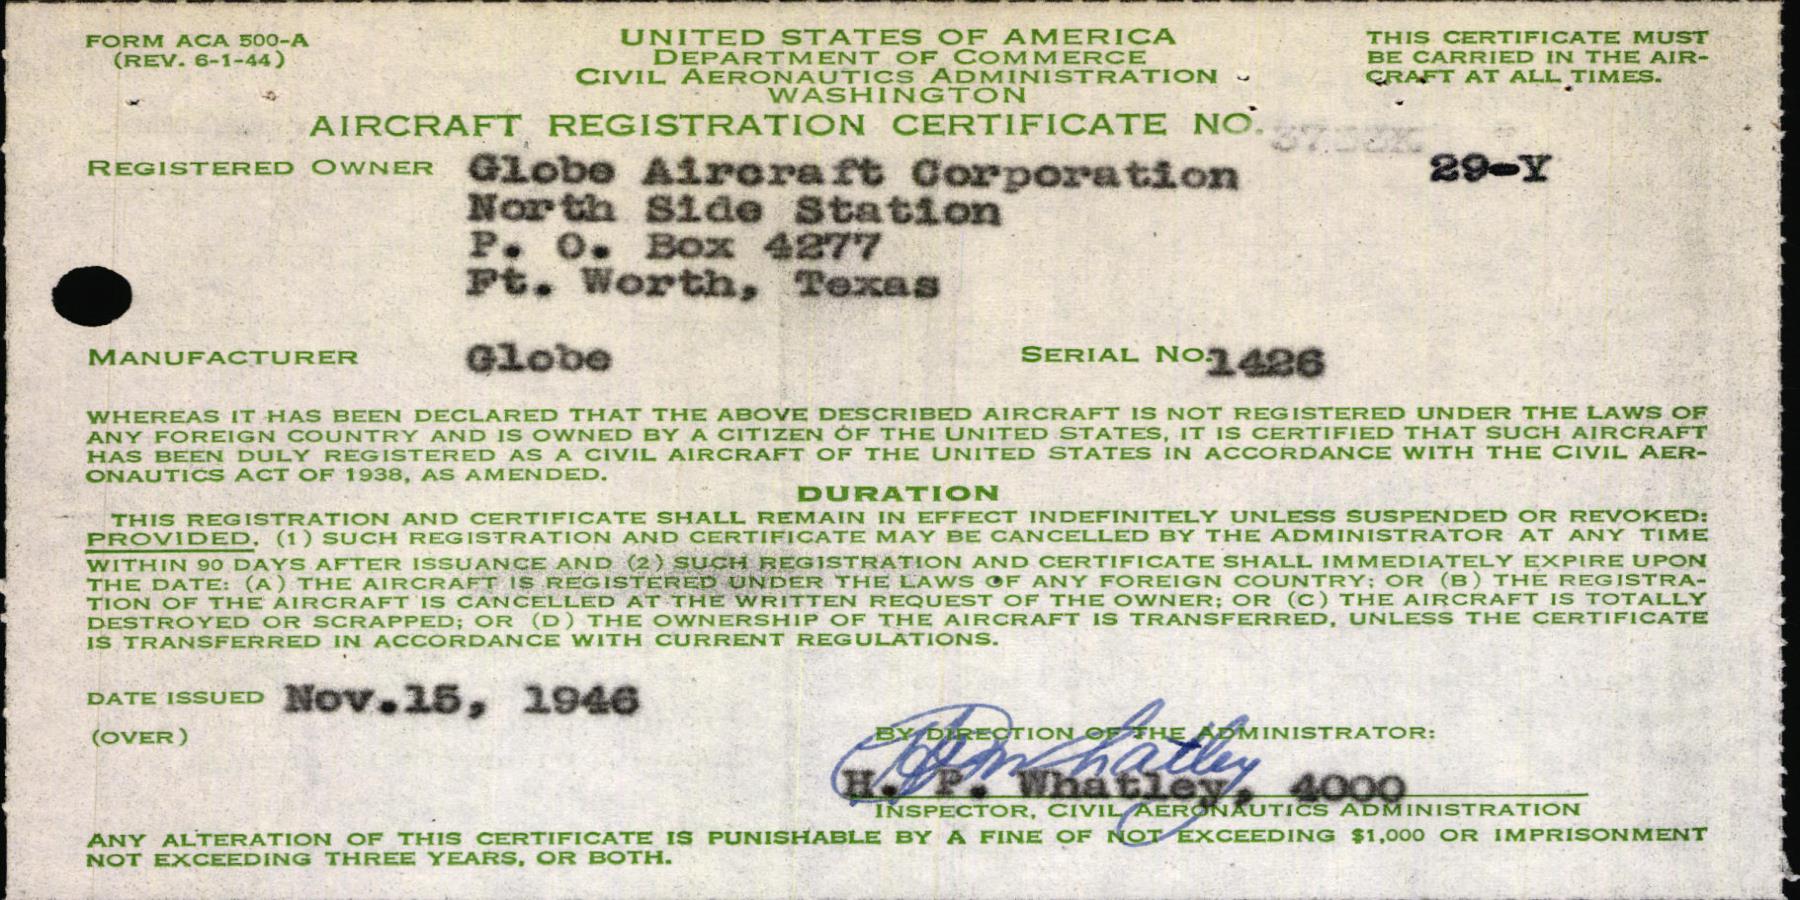 FORM ACA 500-A
(REV. 6-1-44)
UNITED STATES OF AMERICA
DEPARTMENT OF COMMERCE
CIVIL AERONAUTICS ADMINISTRATION
WASHINGTON
THIS CERTIFICATE MUST
BE CARRIED IN THE AIR-
CRAFT AT ALL TIMES.
AIRCRAFT REGISTRATION CERTIFICATE NO.
REGISTERED OWNER Globe Aircraft Corporation 29-Y
North Side Station
P. O. Box 4277
Ft. Worth, Texas
MANUFACTURER Globe SERIAL NO. 1426
WHEREAS IT HAS BEEN DECLARED THAT THE ABOVE DESCRIBED AIRCRAFT IS NOT REGISTERED UNDER THE LAWS OF
ANY FOREIGN COUNTRY AND IS OWNED BY A CITIZEN OF THE UNITED STATES, IT IS CERTIFIED THAT SUCH AIRCRAFT
HAS BEEN DULY REGISTERED AS A CIVIL AIRCRAFT OF THE UNITED STATES IN ACCORDANCE WITH THE CIVIL AER-
ONAUTICS ACT OF 1938, AS AMENDED.
DURATION
THIS REGISTRATION AND CERTIFICATE SHALL REMAIN IN EFFECT INDEFINITELY UNLESS SUSPENDED OR REVOKED:
PROVIDED, (1) SUCH REGISTRATION AND CERTIFICATE MAY BE CANCELLED BY THE ADMINISTRATOR AT ANY TIME
WITHIN 90 DAYS AFTER ISSUANCE AND (2) SUCH REGISTRATION AND CERTIFICATE SHALL IMMEDIATELY EXPIRE UPON
THE DATE: (A) THE AIRCRAFT IS REGISTERED UNDER THE LAWS OF ANY FOREIGN COUNTRY; OR (B) THE REGISTRA-
TION OF THE AIRCRAFT IS CANCELLED AT THE WRITTEN REQUEST OF THE OWNER; OR (C) THE AIRCRAFT IS TOTALLY
DESTROYED OR SCRAPPED; OR (D) THE OWNERSHIP OF THE AIRCRAFT IS TRANSFERRED, UNLESS THE CERTIFICATE
IS TRANSFERRED IN ACCORDANCE WITH CURRENT REGULATIONS.
DATE ISSUED Nov.15, 1946
(OVER)
BY DIRECTION OF THE ADMINISTRATOR:
H. P. Whatley, 4000
INSPECTOR, CIVIL AERONAUTICS ADMINISTRATION
ANY ALTERATION OF THIS CERTIFICATE IS PUNISHABLE BY A FINE OF NOT EXCEEDING $1,000 OR IMPRISONMENT
NOT EXCEEDING THREE YEARS, OR BOTH.